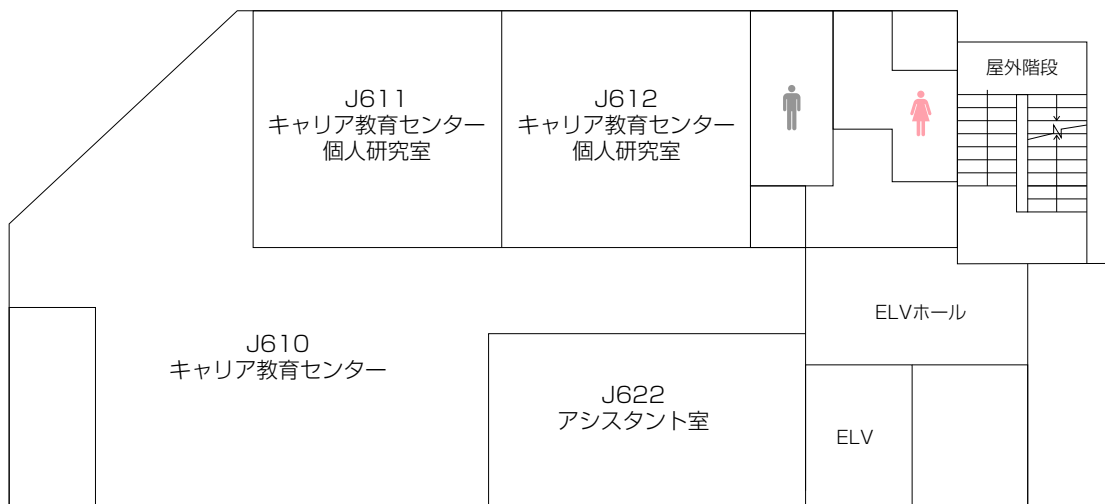 J611
キャリア教育センター
個人研究室
J612
キャリア教育センター
個人研究室
屋外階段
ELVホール
J610
キャリア教育センター
J622
アシスタント室
ELV
N